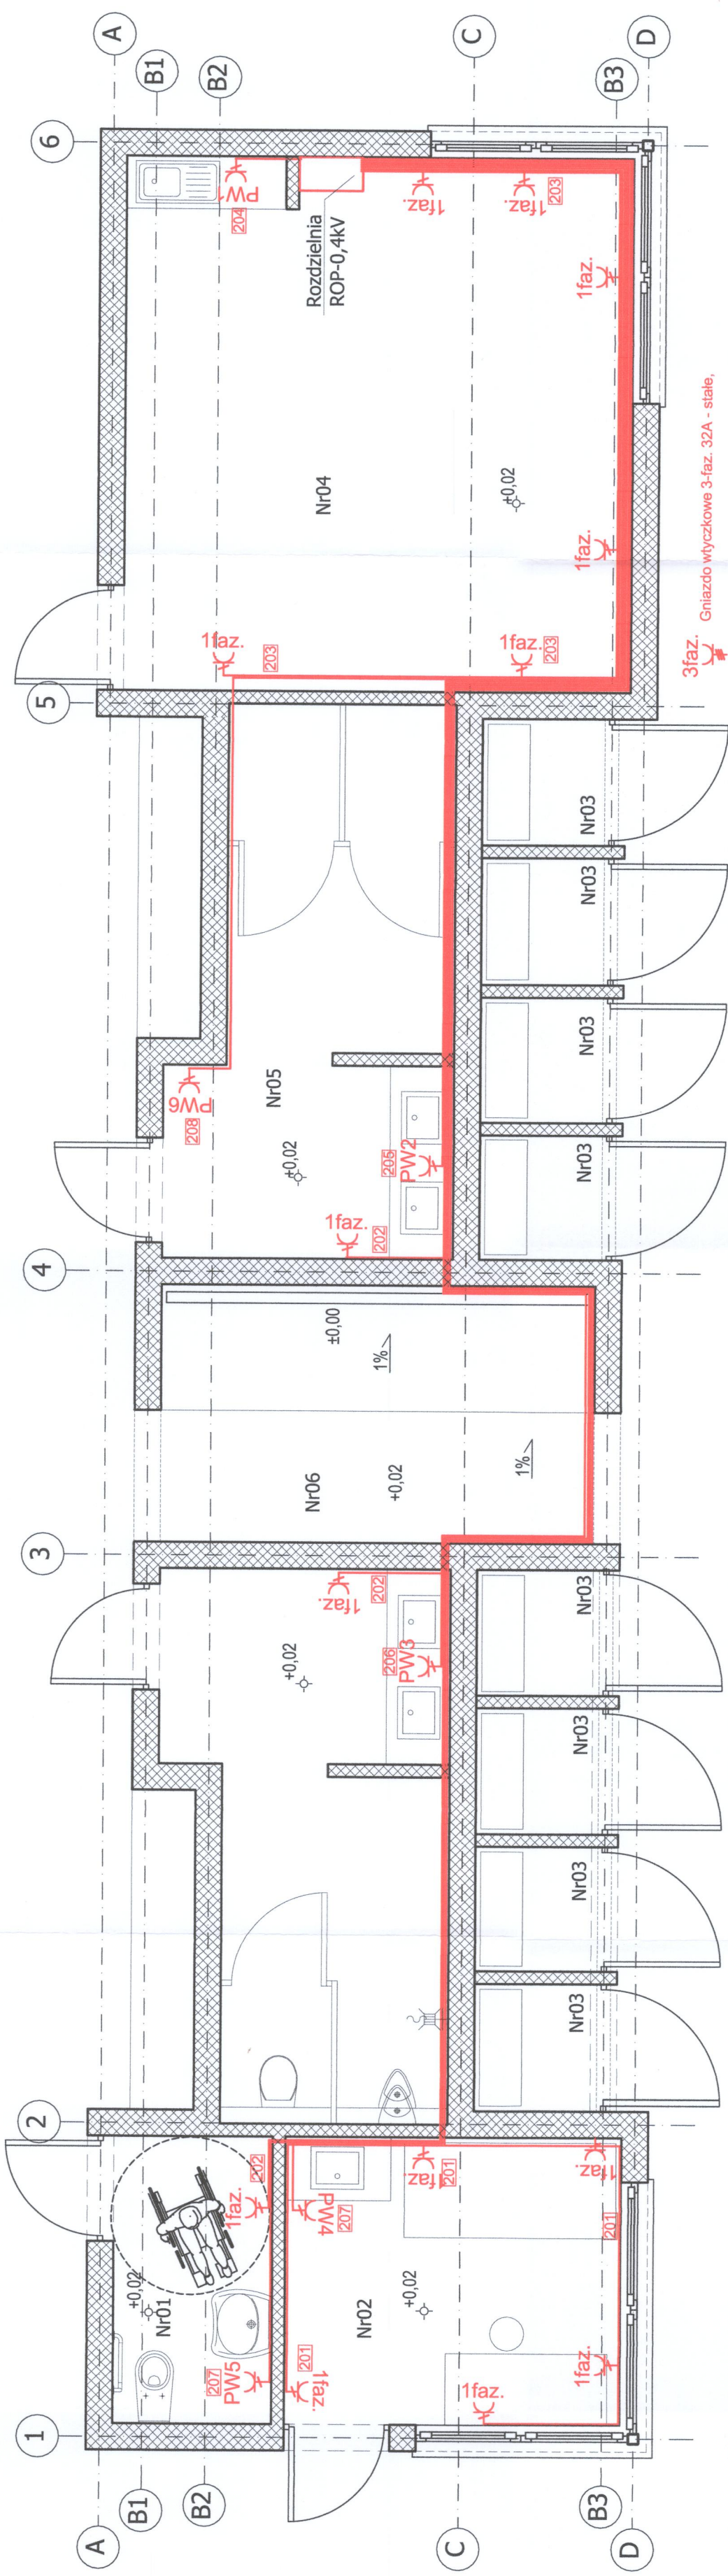 6
A
B1
B2
C
B3
D
PW1
204
Rozdzielnia
ROP-0,4kV
1faz.
1faz.
203
1faz.
Nr04
+0,02
1faz.
1faz.
203
1faz.
203
3faz.
Gniazdo wtyczkowe 3-faz. 32A - stałe,
5
Nr03
Nr03
Nr03
Nr03
PW6
208
Nr05
+0,02
205
PW2
1faz.
202
4
±0,00
1%
Nr06
+0,02
1%
3
1faz.
202
+0,02
206
PW3
Nr03
Nr03
Nr03
Nr03
2
202
1faz.
+0,02
Nr01
207
PW5
PW4
207
1faz.
201
1faz.
201
Nr02
+0,02
201
1faz.
1faz.
1faz.
1
A
B1
B2
C
B3
D